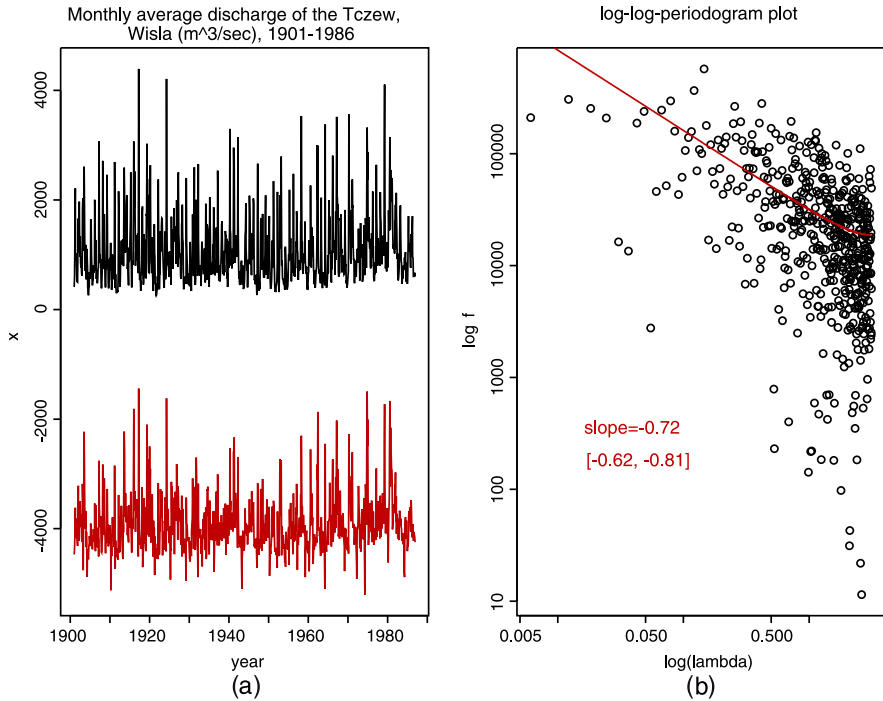 Monthly average discharge of the Tczew,
Wisla (m^3/sec), 1901-1986
4000
2000
0
-2000
-4000
x
1900
1920
1940
1960
1980
year
(a)
log-log-periodogram plot
100000
10000
1000
100
10
log f
slope=-0.72
[-0.62, -0.81]
0.005
0.050
0.500
log(lambda)
(b)